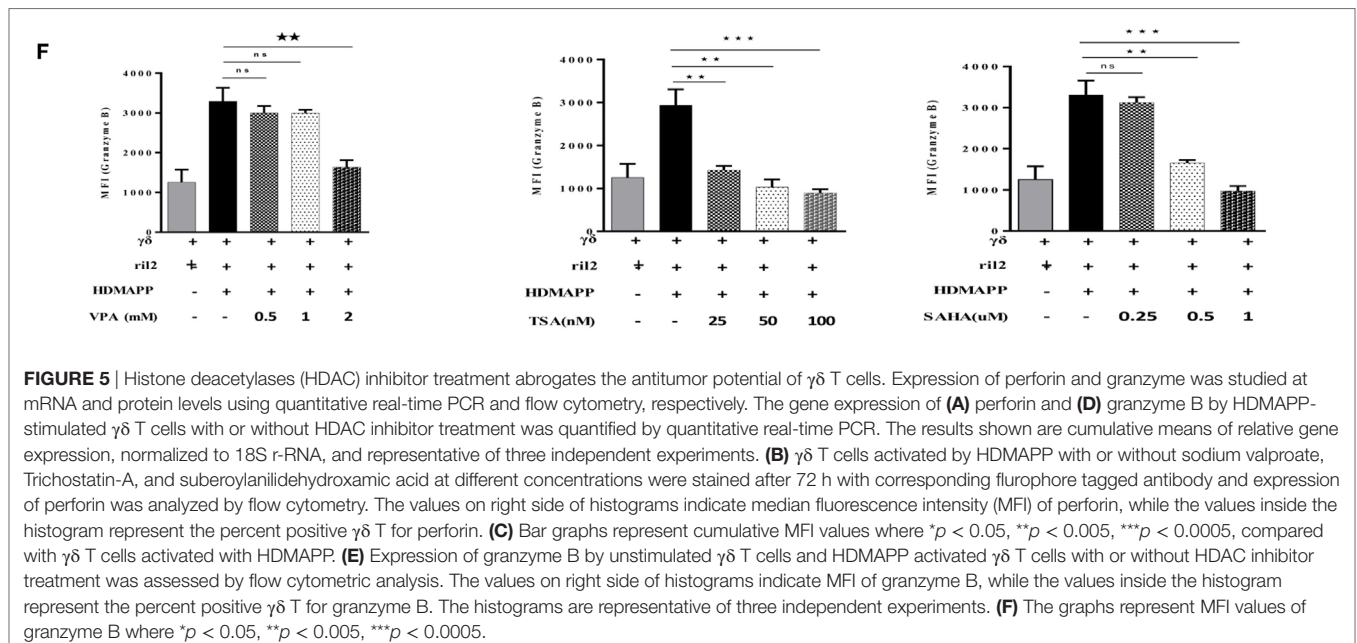 F
★★
ns
ns
4000
3000
2000
1000
0
MFI (Granzyme B)
γδ + + + + +
ril2 + + + + +
HDMAPP - + + + +
VPA (mM) - - 0.5 1 2
★★★
★★
★★
4000
3000
2000
1000
0
MFI (Granzyme B)
γδ + + + + +
ril2 + + + + +
HDMAPP - + + + +
TSA(nM) - - 25 50 100
★★★
★★
ns
4000
3000
2000
1000
0
MFI (Granzyme B)
γδ + + + + +
ril2 + + + + +
HDMAPP - + + + +
SAHA(uM) - - 0.25 0.5 1
FIGURE 5 | Histone deacetylases (HDAC) inhibitor treatment abrogates the antitumor potential of γδ T cells. Expression of perforin and granzyme was studied at
mRNA and protein levels using quantitative real-time PCR and flow cytometry, respectively. The gene expression of (A) perforin and (D) granzyme B by HDMAPP-
stimulated γδ T cells with or without HDAC inhibitor treatment was quantified by quantitative real-time PCR. The results shown are cumulative means of relative gene
expression, normalized to 18S r-RNA, and representative of three independent experiments. (B) γδ T cells activated by HDMAPP with or without sodium valproate,
Trichostatin-A, and suberoylanilidehydroxamic acid at different concentrations were stained after 72 h with corresponding flurophore tagged antibody and expression
of perforin was analyzed by flow cytometry. The values on right side of histograms indicate median fluorescence intensity (MFI) of perforin, while the values inside the
histogram represent the percent positive γδ T for perforin. (C) Bar graphs represent cumulative MFI values where *p < 0.05, **p < 0.005, ***p < 0.0005, compared
with γδ T cells activated with HDMAPP. (E) Expression of granzyme B by unstimulated γδ T cells and HDMAPP activated γδ T cells with or without HDAC inhibitor
treatment was assessed by flow cytometric analysis. The values on right side of histograms indicate MFI of granzyme B, while the values inside the histogram
represent the percent positive γδ T for granzyme B. The histograms are representative of three independent experiments. (F) The graphs represent MFI values of
granzyme B where *p < 0.05, **p < 0.005, ***p < 0.0005.